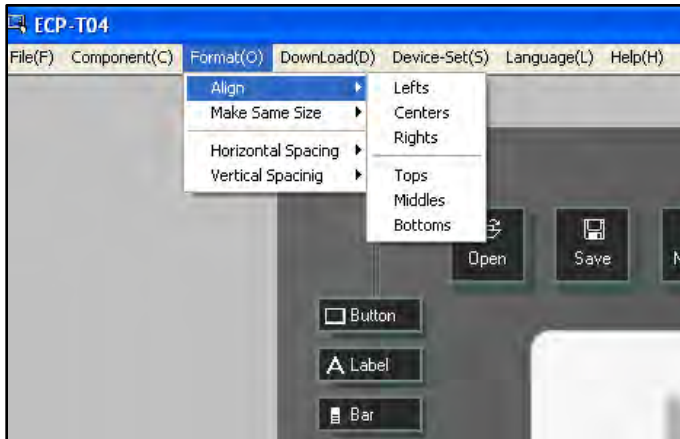 ECP-T04
File(F) Component(C) Format(O) DownLoad(D) Device-Set(S) Language(L) Help(H)
Align
Make Same Size
Horizontal Spacing
Vertical Spacinig
Lefts
Centers
Rights
Tops
Middles
Bottoms
Open
Save
Button
Label
Bar